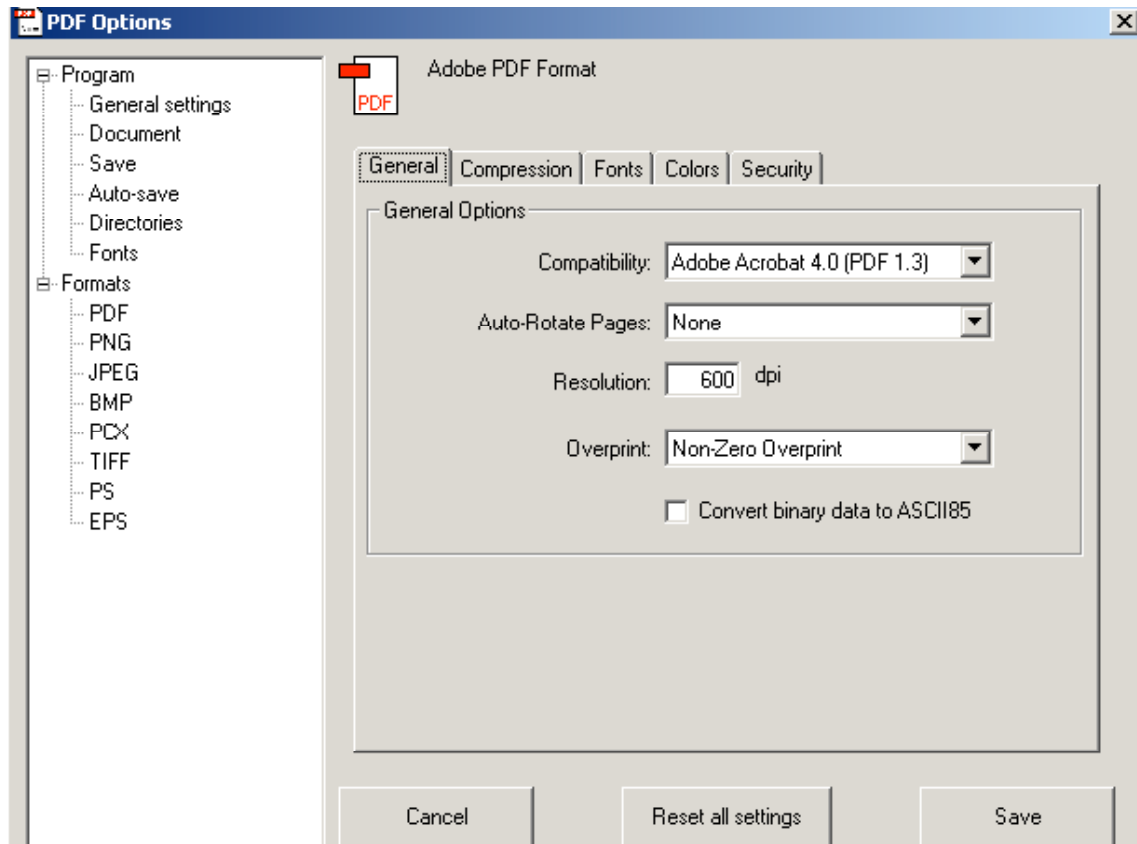 PDF Options
Program
General settings
Document
Save
Auto-save
Directories
Fonts
Formats
PDF
PNG
JPEG
BMP
PCX
TIFF
PS
EPS
PDF
Adobe PDF Format
General Compression Fonts Colors Security
General Options
Compatibility: Adobe Acrobat 4.0 (PDF 1.3)
Auto-Rotate Pages: None
Resolution: 600 dpi
Overprint: Non-Zero Overprint
Convert binary data to ASCII85
Cancel Reset all settings Save